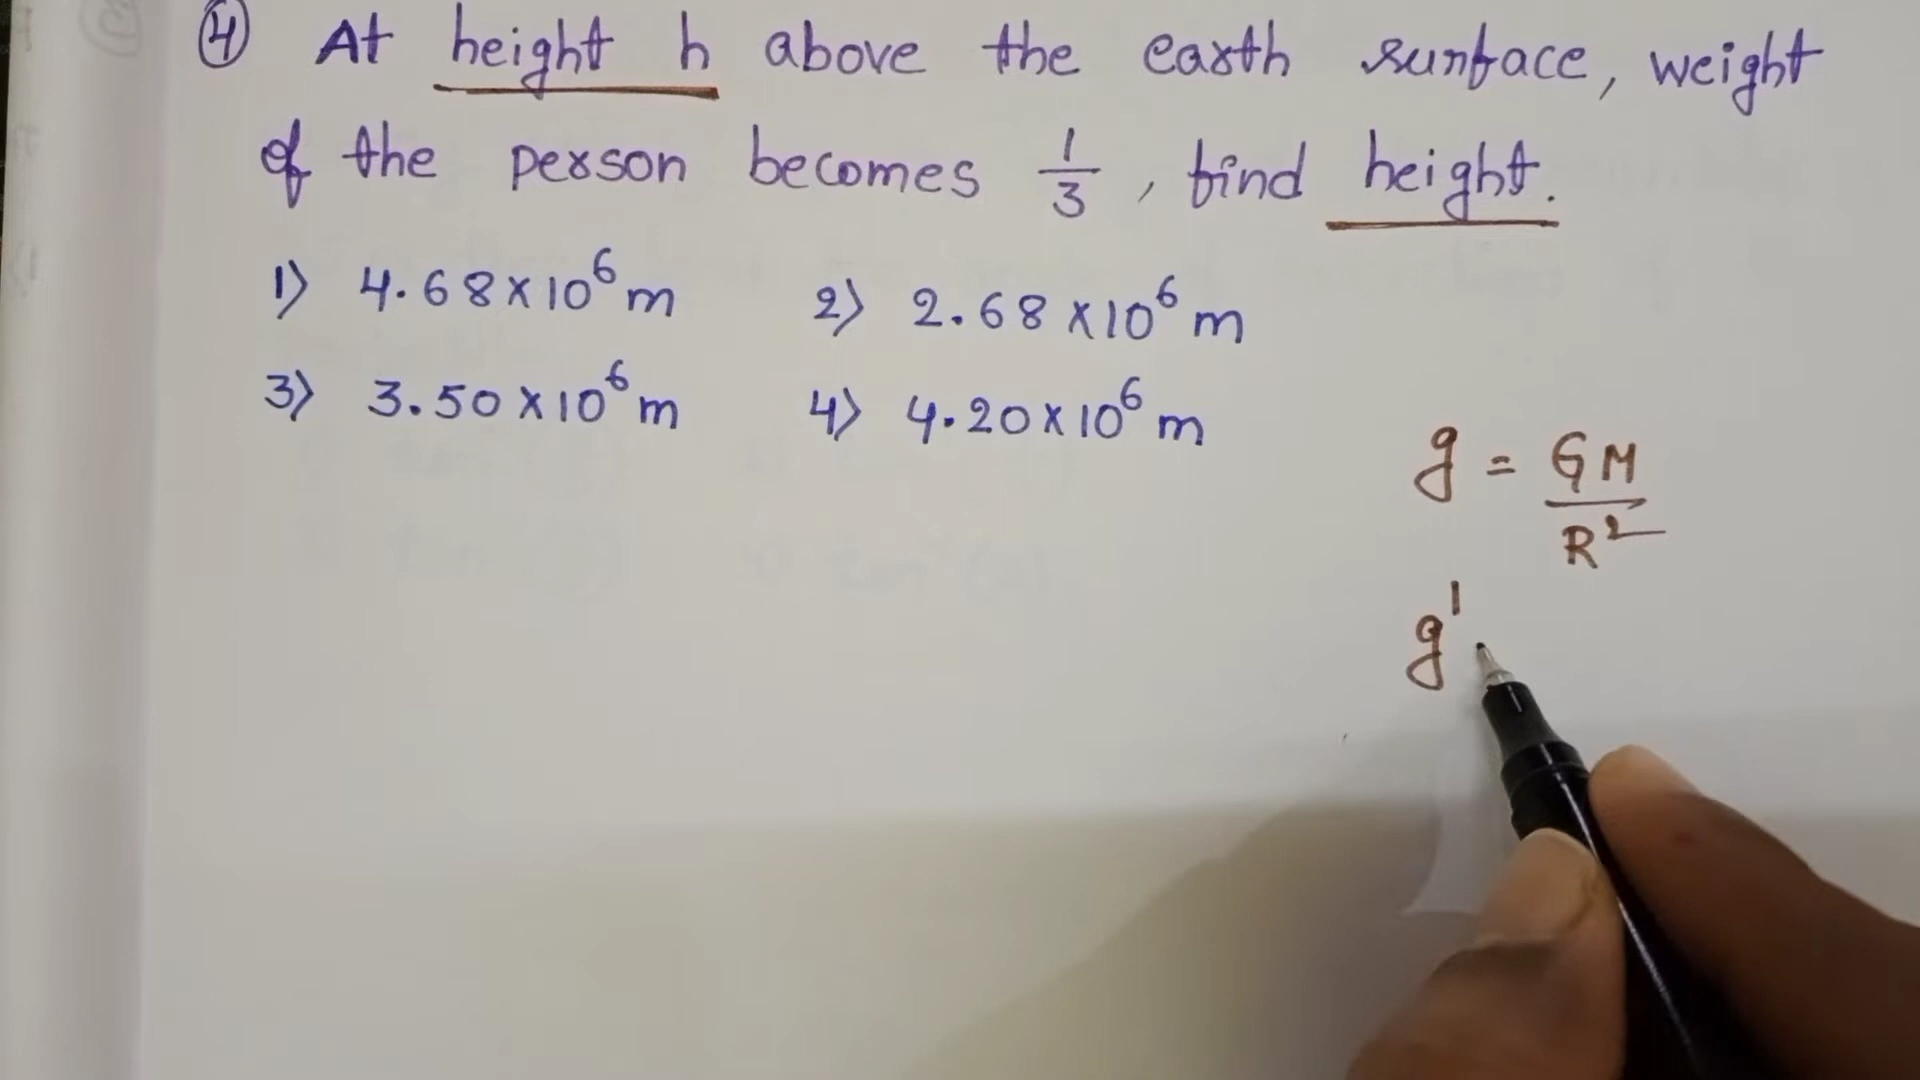 ④ At height h above the earth surface, weight
of the person becomes 1/3, find height.
1) 4.68×10⁶ m 2) 2.68×10⁶ m
3) 3.50×10⁶ m 4) 4.20×10⁶ m
g = GM/R²
g'